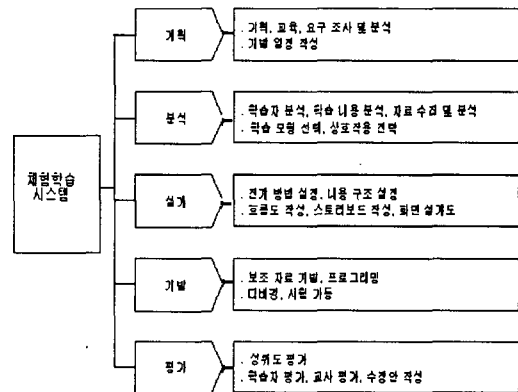 체험학습
시스템
기획
. 기획, 교육, 요구 조사 및 분석
. 개발 일정 작성
분석
. 학습자 분석, 학습 내용 분석, 자료 수집 및 분석
. 학습 모형 선택, 상호작용 전략
설계
. 전개 방법 설정, 내용 구조 설정
. 흐름도 작성, 스토리보드 작성, 화면 설계도
개발
. 보조 자료 개발, 프로그래밍
. 디버깅, 시험 가동
평가
. 성취도 평가
. 학습자 평가, 교사 평가, 수정안 작성